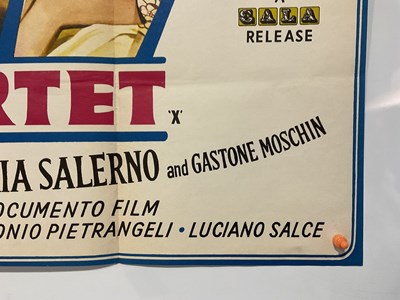 A
SALA
RELEASE
RTET 'X'
IA SALERNO and GASTONE MOSCHIN
OCUMENTO FILM
ONIO PIETRANGELI • LUCIANO SALCE